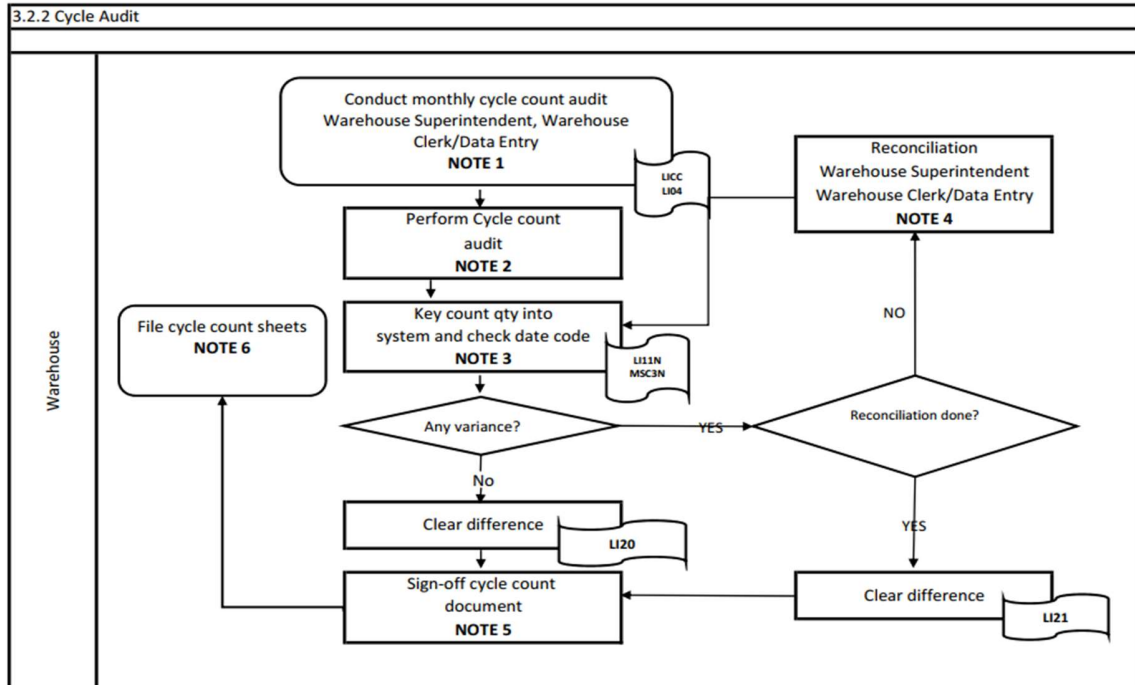 3.2.2 Cycle Audit
Warehouse
Conduct monthly cycle count audit
Warehouse Superintendent, Warehouse
Clerk/Data Entry
NOTE 1
LICC
LI04
Perform Cycle count
audit
NOTE 2
Key count qty into
system and check date code
NOTE 3
LI11N
MSC3N
Any variance?
YES
Reconciliation done?
NO
Reconciliation
Warehouse Superintendent
Warehouse Clerk/Data Entry
NOTE 4
No
Clear difference
LI20
YES
Clear difference
LI21
Sign-off cycle count
document
NOTE 5
File cycle count sheets
NOTE 6